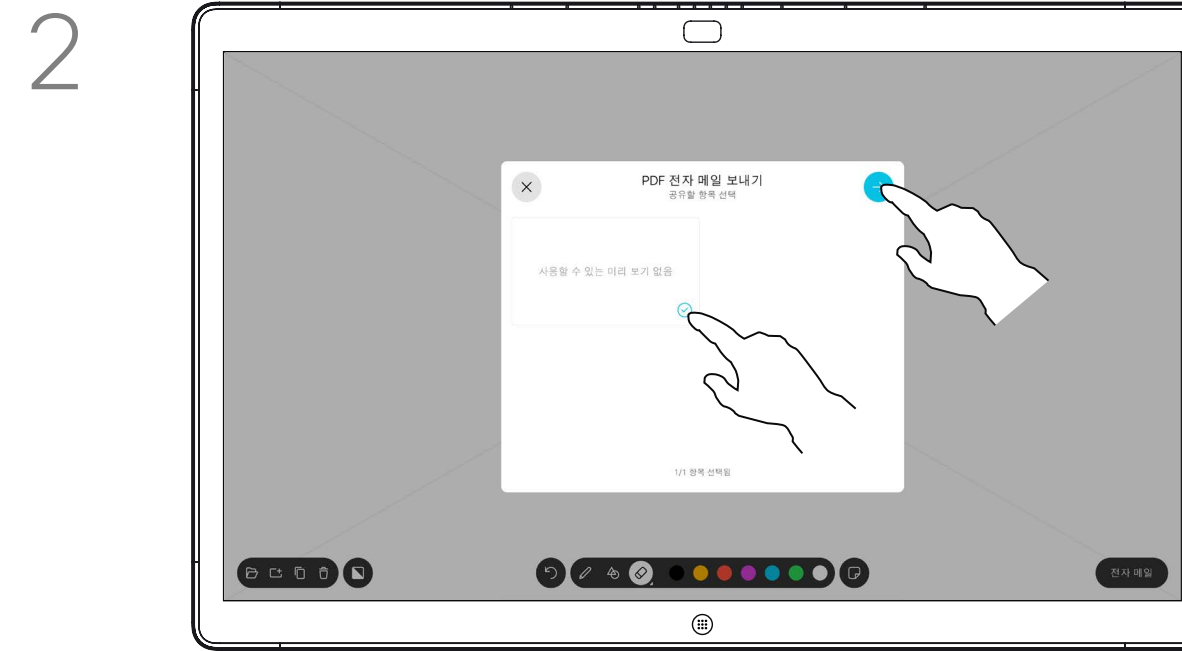 2
PDF 전자 메일 보내기
공유할 항목 선택
사용할 수 있는 미리 보기 없음
1/1 항목 선택됨
전자 메일